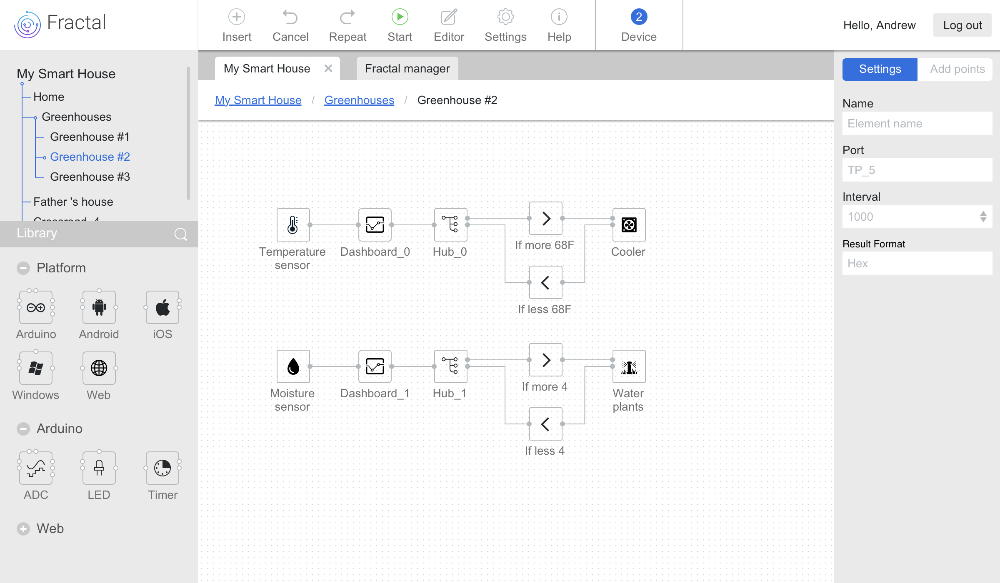 Fractal
Insert
Cancel
Repeat
Start
Editor
Settings
Help
2
Device
Hello, Andrew
Log out
My Smart House
Home
Greenhouses
Greenhouse #1
Greenhouse #2
Greenhouse #3
Father 's house
Library
Platform
Arduino
Android
iOS
Windows
Web
Arduino
ADC
LED
Timer
Web
My Smart House
Fractal manager
My Smart House / Greenhouses / Greenhouse #2
Temperature
sensor
Dashboard_0
Hub_0
If more 68F
Cooler
If less 68F
Moisture
sensor
Dashboard_1
Hub_1
If more 4
Water
plants
If less 4
Settings
Add points
Name
Element name
Port
TP_5
Interval
1000
Result Format
Hex